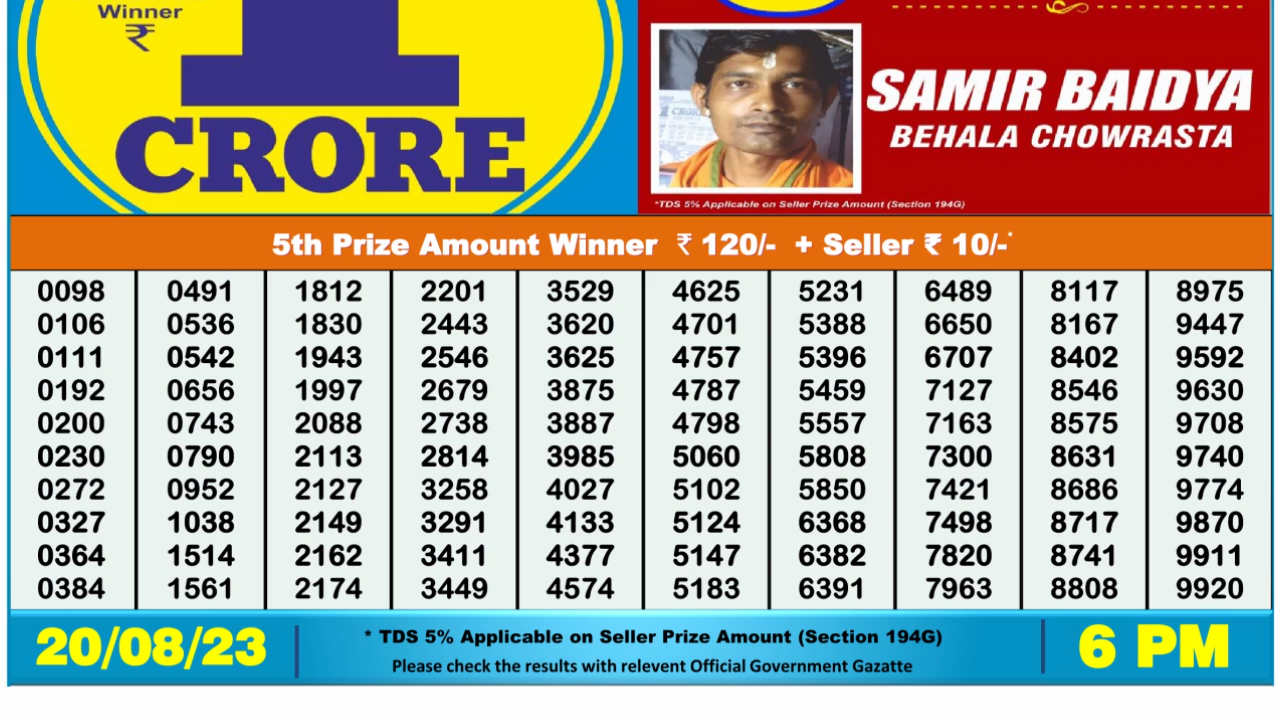 Winner
₹
1
CRORE
SAMIR BAIDYA
BEHALA CHOWRASTA
*TDS 5% Applicable on Seller Prize Amount (Section 194G)
5th Prize Amount Winner ₹ 120/- + Seller ₹ 10/-*
0098 0491 1812 2201 3529 4625 5231 6489 8117 8975
0106 0536 1830 2443 3620 4701 5388 6650 8167 9447
0111 0542 1943 2546 3625 4757 5396 6707 8402 9592
0192 0656 1997 2679 3875 4787 5459 7127 8546 9630
0200 0743 2088 2738 3887 4798 5557 7163 8575 9708
0230 0790 2113 2814 3985 5060 5808 7300 8631 9740
0272 0952 2127 3258 4027 5102 5850 7421 8686 9774
0327 1038 2149 3291 4133 5124 6368 7498 8717 9870
0364 1514 2162 3411 4377 5147 6382 7820 8741 9911
0384 1561 2174 3449 4574 5183 6391 7963 8808 9920
20/08/23
* TDS 5% Applicable on Seller Prize Amount (Section 194G)
Please check the results with relevent Official Government Gazatte
6 PM